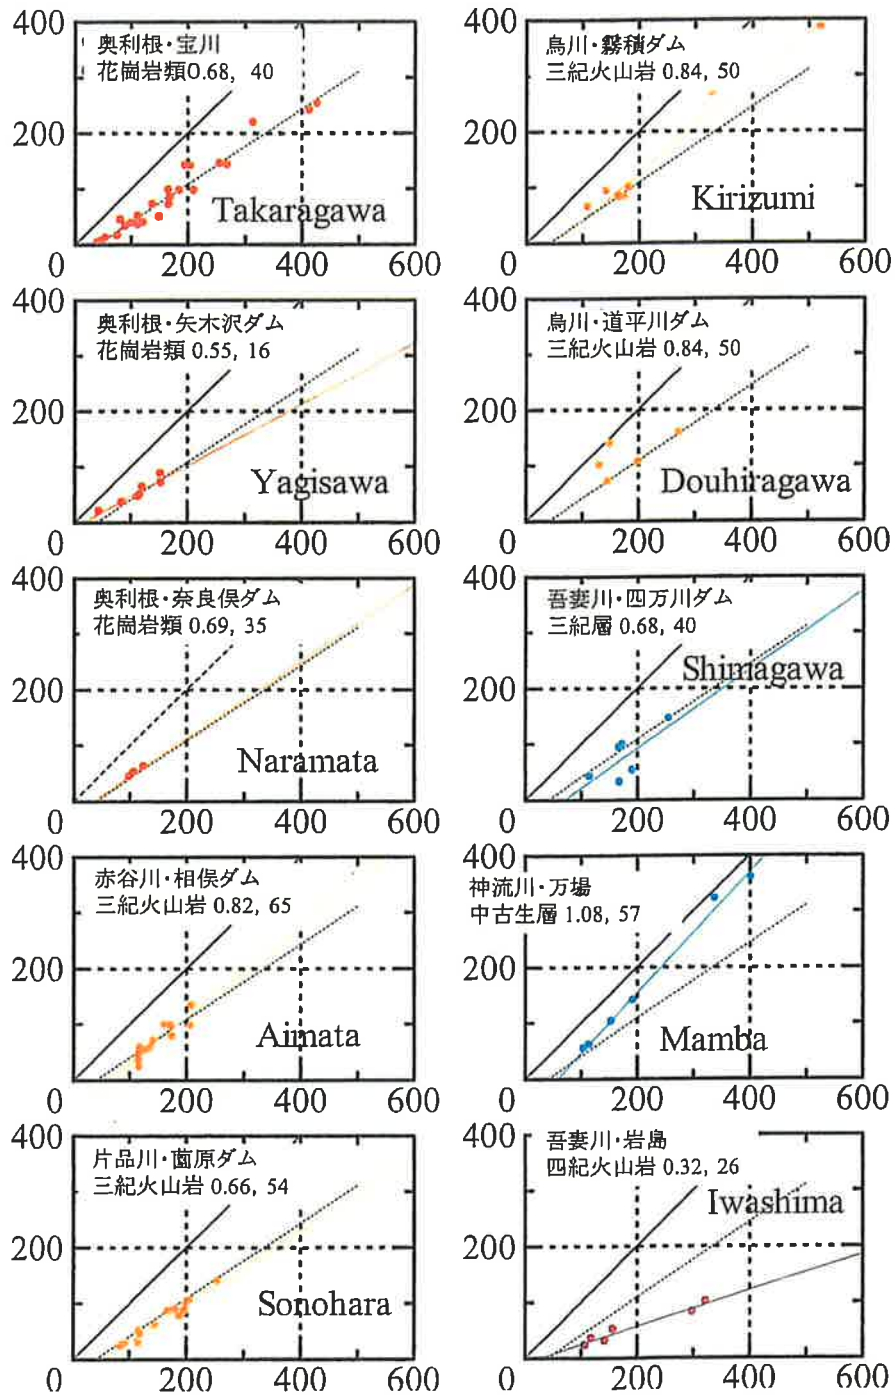 400
奥利根・宝川
花崗岩類0.68, 40
200
Takaragawa
0
200
400
600
400
烏川・霧積ダム
三紀火山岩 0.84, 50
200
Kirizumi
0
200
400
600
400
奥利根・矢木沢ダム
花崗岩類 0.55, 16
200
Yagisawa
0
200
400
600
400
烏川・道平川ダム
三紀火山岩 0.84, 50
200
Douhiragawa
0
200
400
600
400
奥利根・奈良俣ダム
花崗岩類 0.69, 35
200
Naramata
0
200
400
600
400
吾妻川・四万川ダム
三紀層 0.68, 40
Shimagawa
200
0
200
400
600
400
赤谷川・相俣ダム
三紀火山岩 0.82, 65
200
Aimata
0
200
400
600
400
神流川・万場
中古生層 1.08, 57
200
Mamba
0
200
400
600
400
片品川・薗原ダム
三紀火山岩 0.66, 54
200
Sonohara
0
200
400
600
400
吾妻川・岩島
四紀火山岩 0.32, 26
Iwashima
200
0
200
400
600